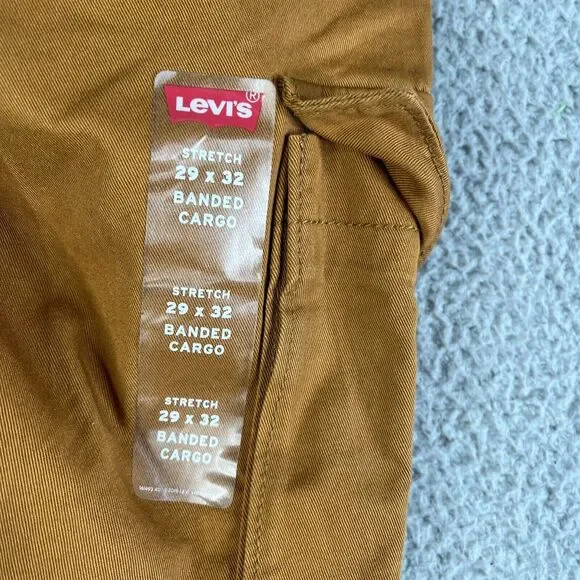 LEVI'S®
STRETCH
29 x 32
BANDED
CARGO
STRETCH
29 x 32
BANDED
CARGO
STRETCH
29 x 32
BANDED
CARGO